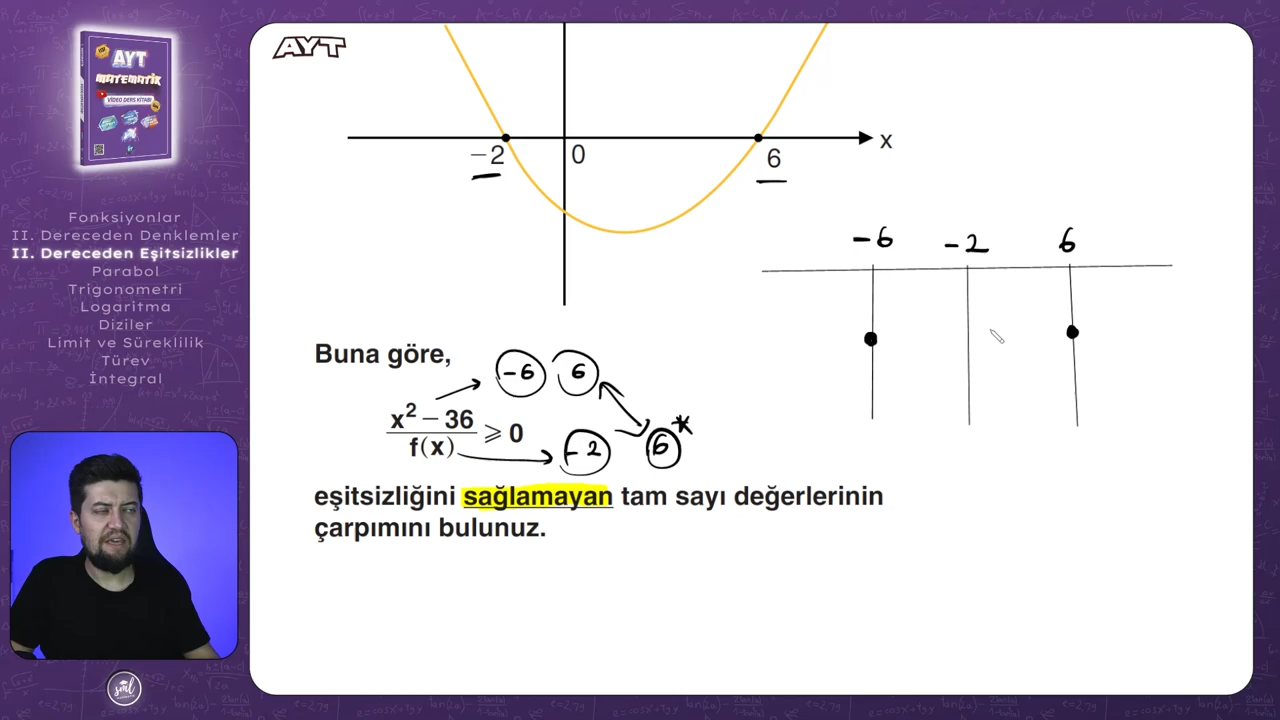 AYT
MATEMATİK
VİDEO DERS KİTABI
Fonksiyonlar
II. Dereceden Denklemler
II. Dereceden Eşitsizlikler
Parabol
Trigonometri
Logaritma
Diziler
Limit ve Süreklilik
Türev
İntegral
sml
AYT
x
−2 0 6
-6 -2 6
Buna göre,
-6 6
x² − 36
f(x)
⩾ 0
-2 6*
eşitsizliğini sağlamayan tam sayı değerlerinin
çarpımını bulunuz.